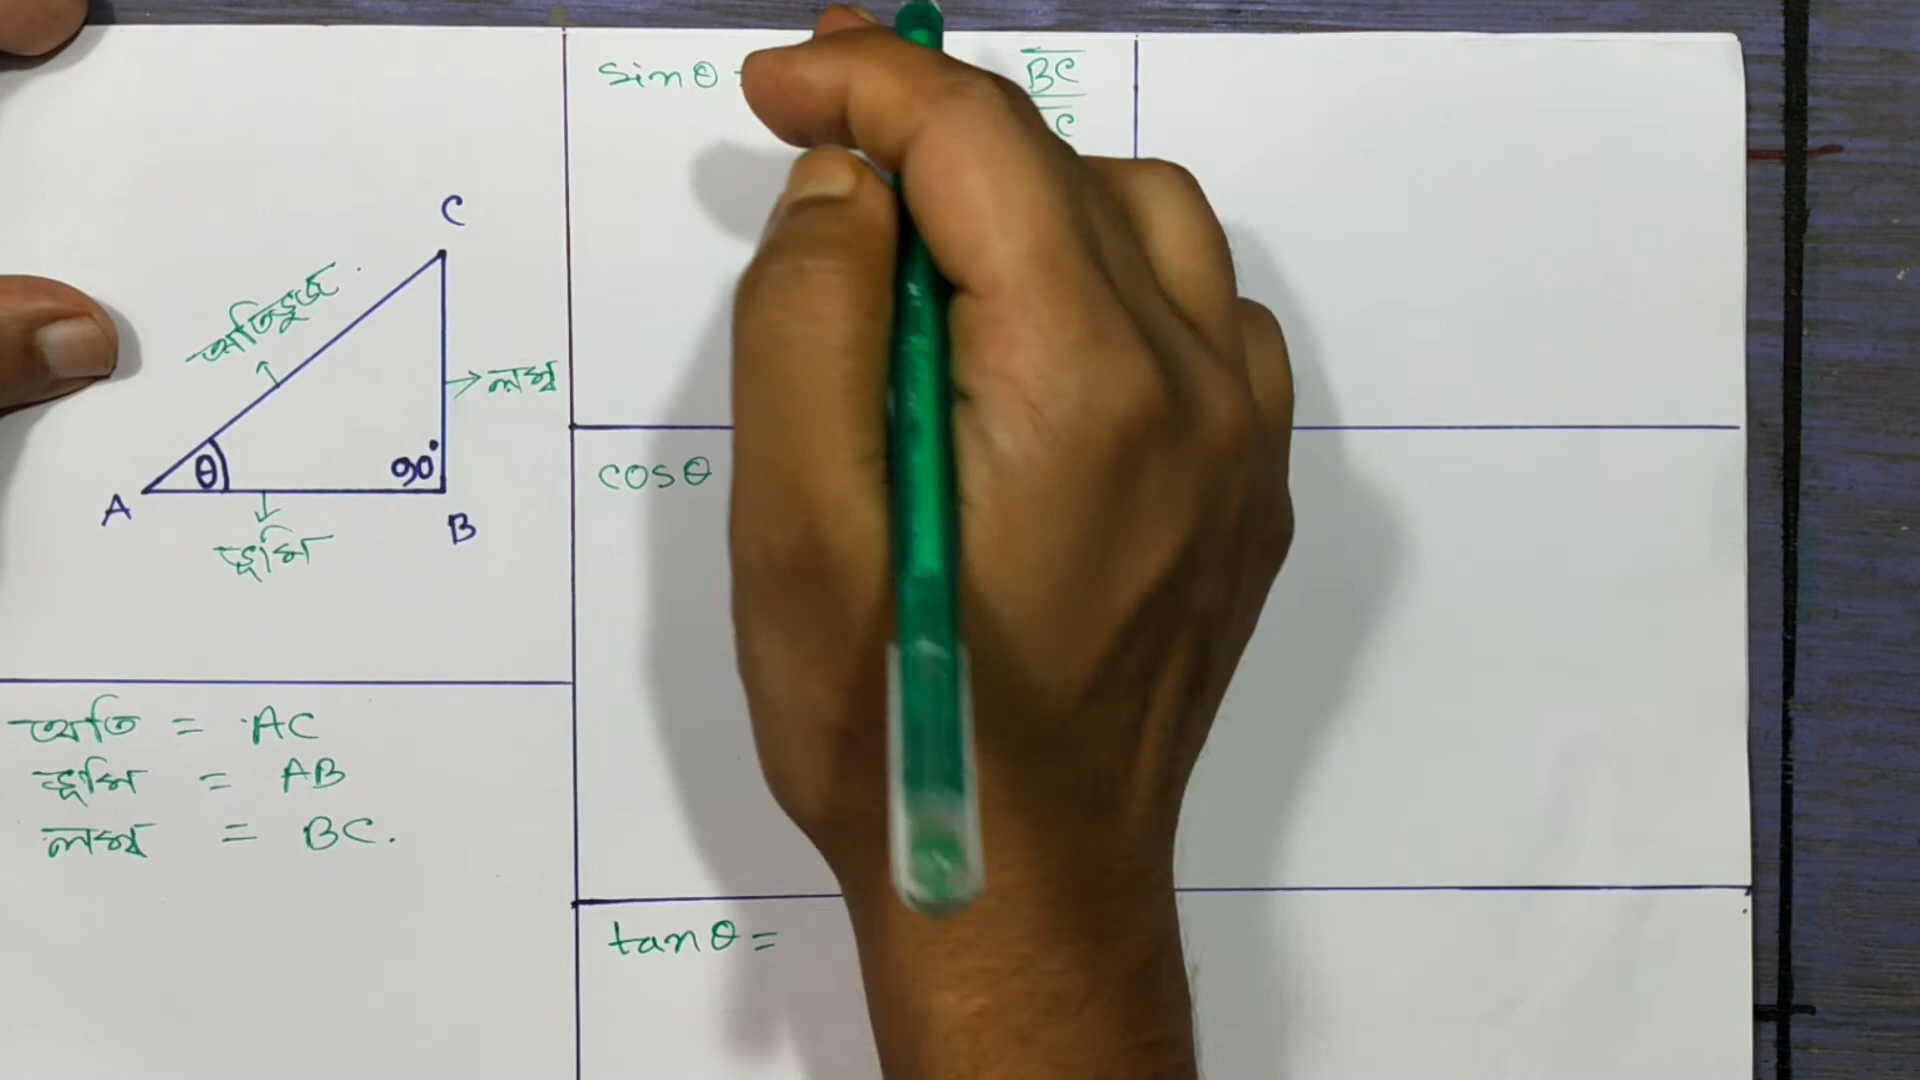 C
অতিভুজ
লম্ব
θ
90°
A
B
ভূমি
অতি = AC
ভূমি = AB
লম্ব = BC.
sinθ
BC
C
cosθ
tanθ =